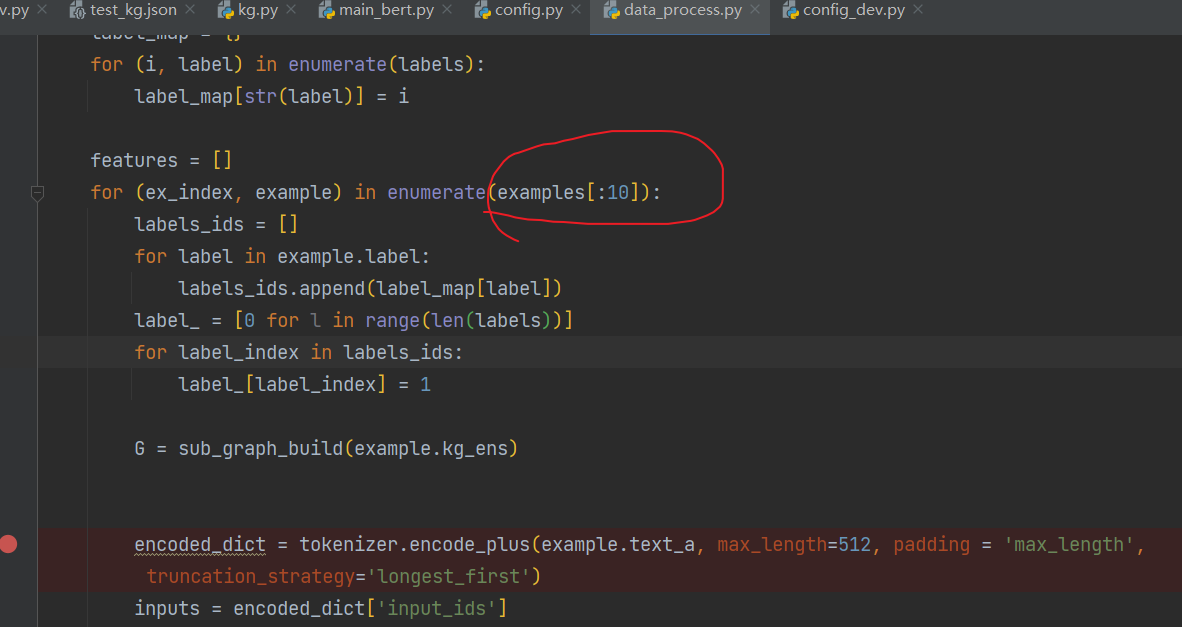 v.py test_kg.json kg.py main_bert.py config.py data_process.py config_dev.py
label_map = {}
for (i, label) in enumerate(labels):
label_map[str(label)] = i
features = []
for (ex_index, example) in enumerate(examples[:10]):
labels_ids = []
for label in example.label:
labels_ids.append(label_map[label])
label_ = [0 for l in range(len(labels))]
for label_index in labels_ids:
label_[label_index] = 1
G = sub_graph_build(example.kg_ens)
encoded_dict = tokenizer.encode_plus(example.text_a, max_length=512, padding = 'max_length',
truncation_strategy='longest_first')
inputs = encoded_dict['input_ids']